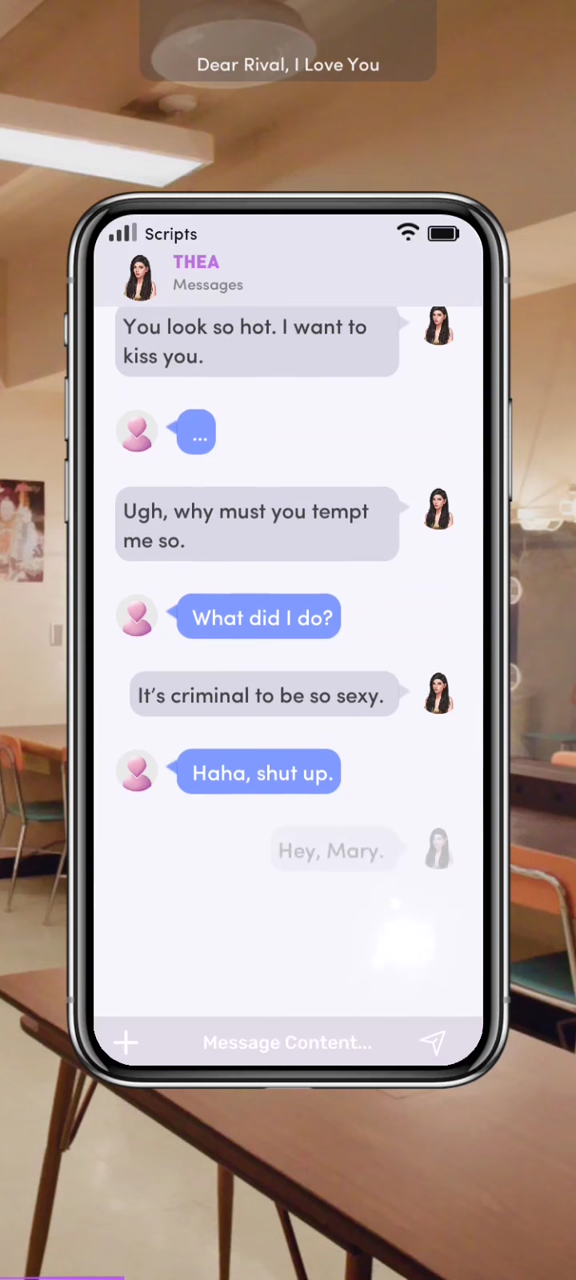 Dear Rival, I Love You
Scripts
THEA
Messages
You look so hot. I want to
kiss you.
...
Ugh, why must you tempt
me so.
What did I do?
It's criminal to be so sexy.
Haha, shut up.
Hey, Mary.
Message Content...